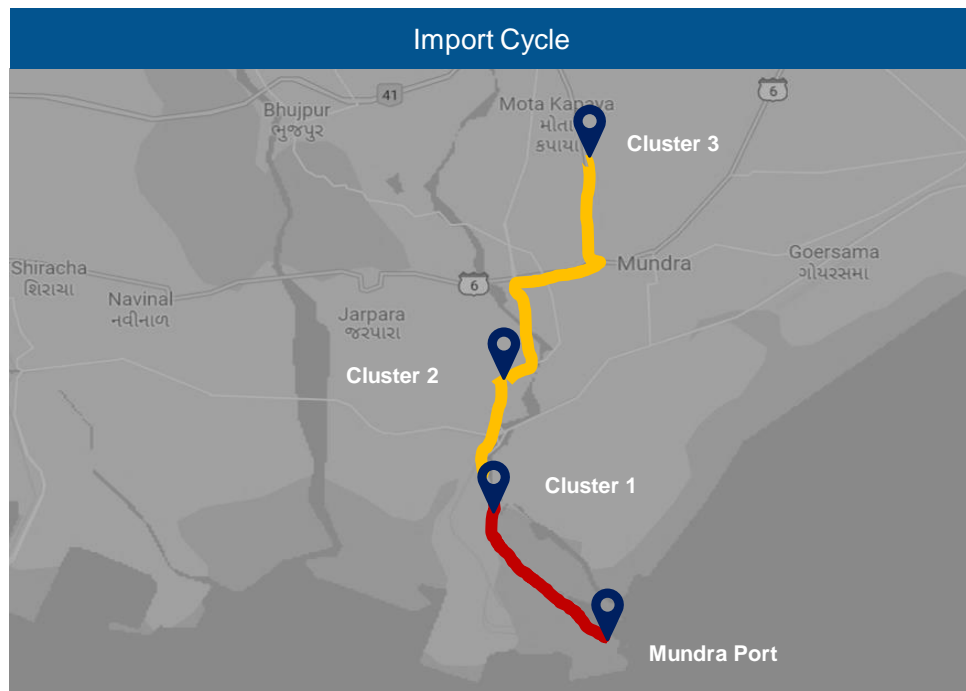 Import Cycle
41
Bhujpur
ભુજપુર
Mota Kapaya
મોતા
કપાયા
6
Cluster 3
Shiracha
શિરાચા
Navinal
નવીનાળ
6
Mundra
Goersama
ગોયરસમા
Jarpara
જરપારા
Cluster 2
Cluster 1
Mundra Port